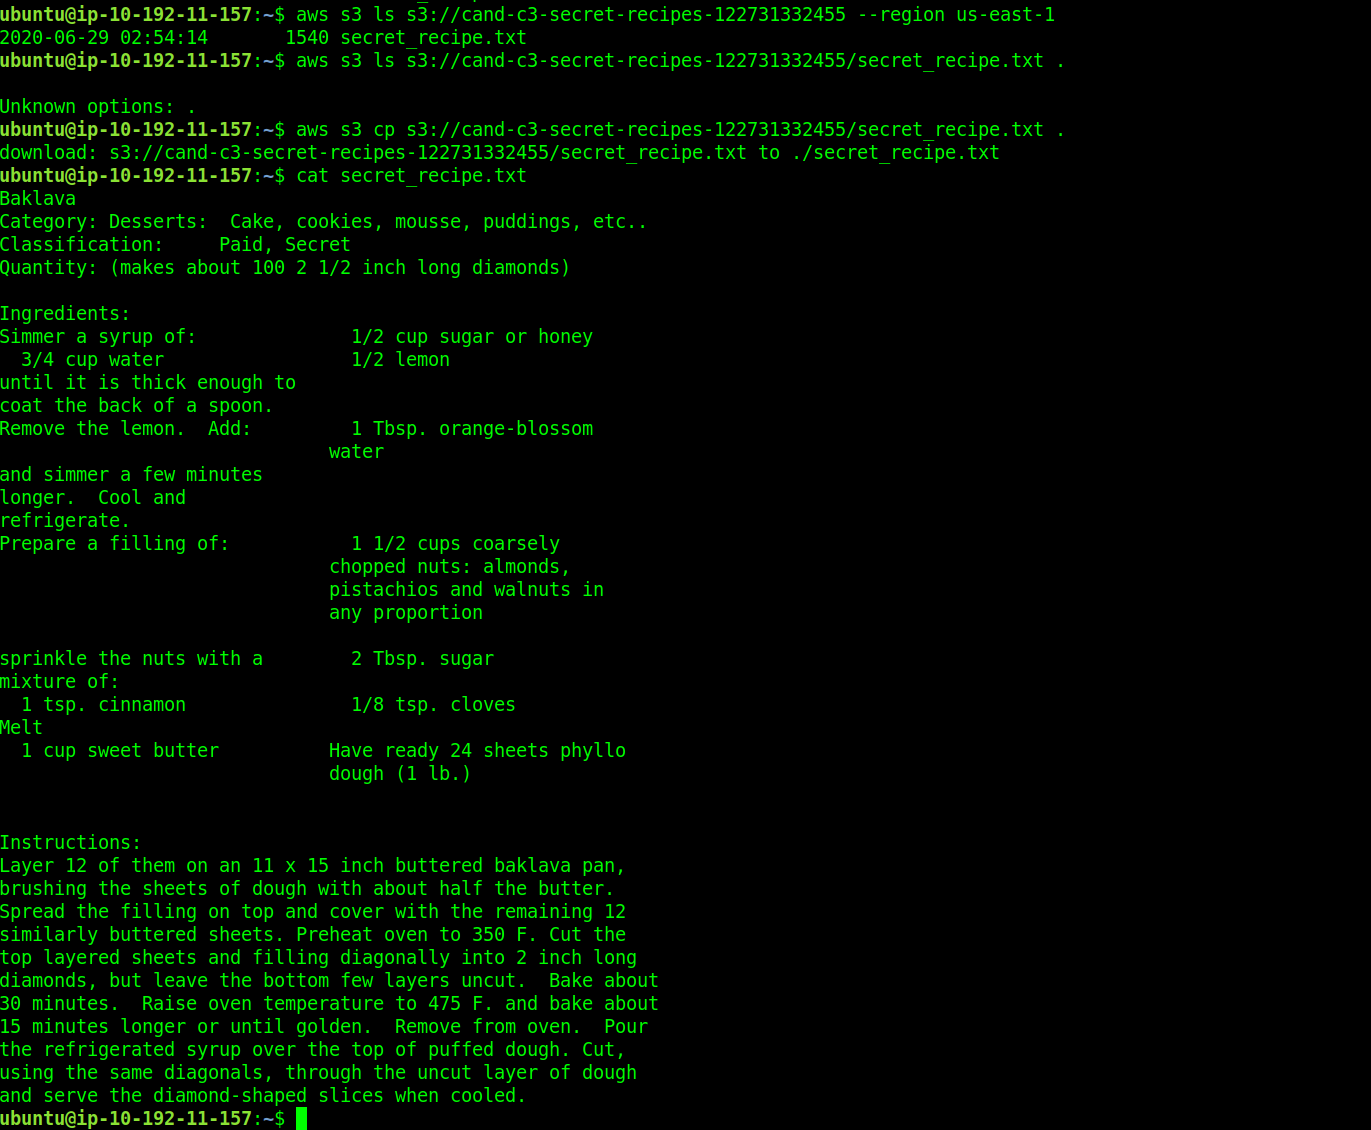 ubuntu@ip-10-192-11-157:~$ aws s3 ls s3://cand-c3-secret-recipes-122731332455 --region us-east-1
2020-06-29 02:54:14       1540 secret_recipe.txt
ubuntu@ip-10-192-11-157:~$ aws s3 ls s3://cand-c3-secret-recipes-122731332455/secret_recipe.txt .

Unknown options: .
ubuntu@ip-10-192-11-157:~$ aws s3 cp s3://cand-c3-secret-recipes-122731332455/secret_recipe.txt .
download: s3://cand-c3-secret-recipes-122731332455/secret_recipe.txt to ./secret_recipe.txt
ubuntu@ip-10-192-11-157:~$ cat secret_recipe.txt
Baklava
Category: Desserts:  Cake, cookies, mousse, puddings, etc..
Classification:     Paid, Secret
Quantity: (makes about 100 2 1/2 inch long diamonds)

Ingredients:
Simmer a syrup of:              1/2 cup sugar or honey
  3/4 cup water                 1/2 lemon
until it is thick enough to
coat the back of a spoon.
Remove the lemon.  Add:         1 Tbsp. orange-blossom
                              water
and simmer a few minutes
longer.  Cool and
refrigerate.
Prepare a filling of:           1 1/2 cups coarsely
                              chopped nuts: almonds,
                              pistachios and walnuts in
                              any proportion

sprinkle the nuts with a        2 Tbsp. sugar
mixture of:
  1 tsp. cinnamon               1/8 tsp. cloves
Melt
  1 cup sweet butter          Have ready 24 sheets phyllo
                              dough (1 lb.)


Instructions:
Layer 12 of them on an 11 x 15 inch buttered baklava pan,
brushing the sheets of dough with about half the butter.
Spread the filling on top and cover with the remaining 12
similarly buttered sheets. Preheat oven to 350 F. Cut the
top layered sheets and filling diagonally into 2 inch long
diamonds, but leave the bottom few layers uncut.  Bake about
30 minutes.  Raise oven temperature to 475 F. and bake about
15 minutes longer or until golden.  Remove from oven.  Pour
the refrigerated syrup over the top of puffed dough. Cut,
using the same diagonals, through the uncut layer of dough
and serve the diamond-shaped slices when cooled.
ubuntu@ip-10-192-11-157:~$